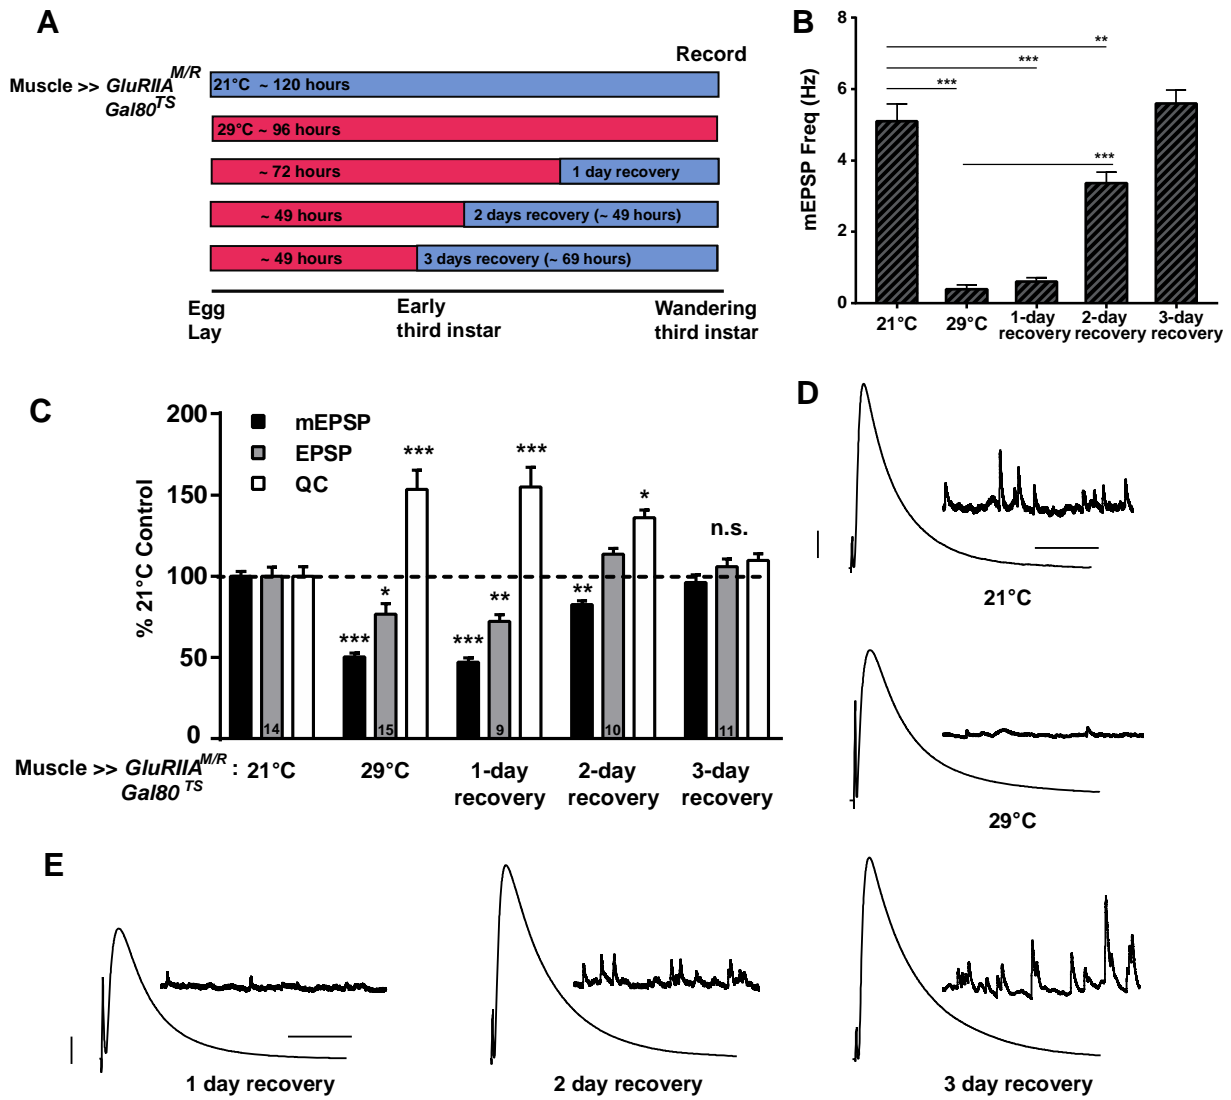 A
Record
Muscle >> GluRIIA^M/R
Gal80^TS
21°C ~ 120 hours
29°C ~ 96 hours
~ 72 hours
1 day recovery
~ 49 hours
2 days recovery (~ 49 hours)
~ 49 hours
3 days recovery (~ 69 hours)
Egg
Lay
Early
third instar
Wandering
third instar
B
mEPSP Freq (Hz)
8
6
4
2
0
**
***
***
***
21°C
29°C
1-day
recovery
2-day
recovery
3-day
recovery
C
% 21°C Control
200
150
100
50
0
mEPSP
EPSP
QC
***
*
***
***
**
***
**
*
n.s.
14
15
9
10
11
Muscle >> GluRIIA^M/R :
Gal80^TS
21°C
29°C
1-day
recovery
2-day
recovery
3-day
recovery
D
21°C
29°C
E
1 day recovery
2 day recovery
3 day recovery